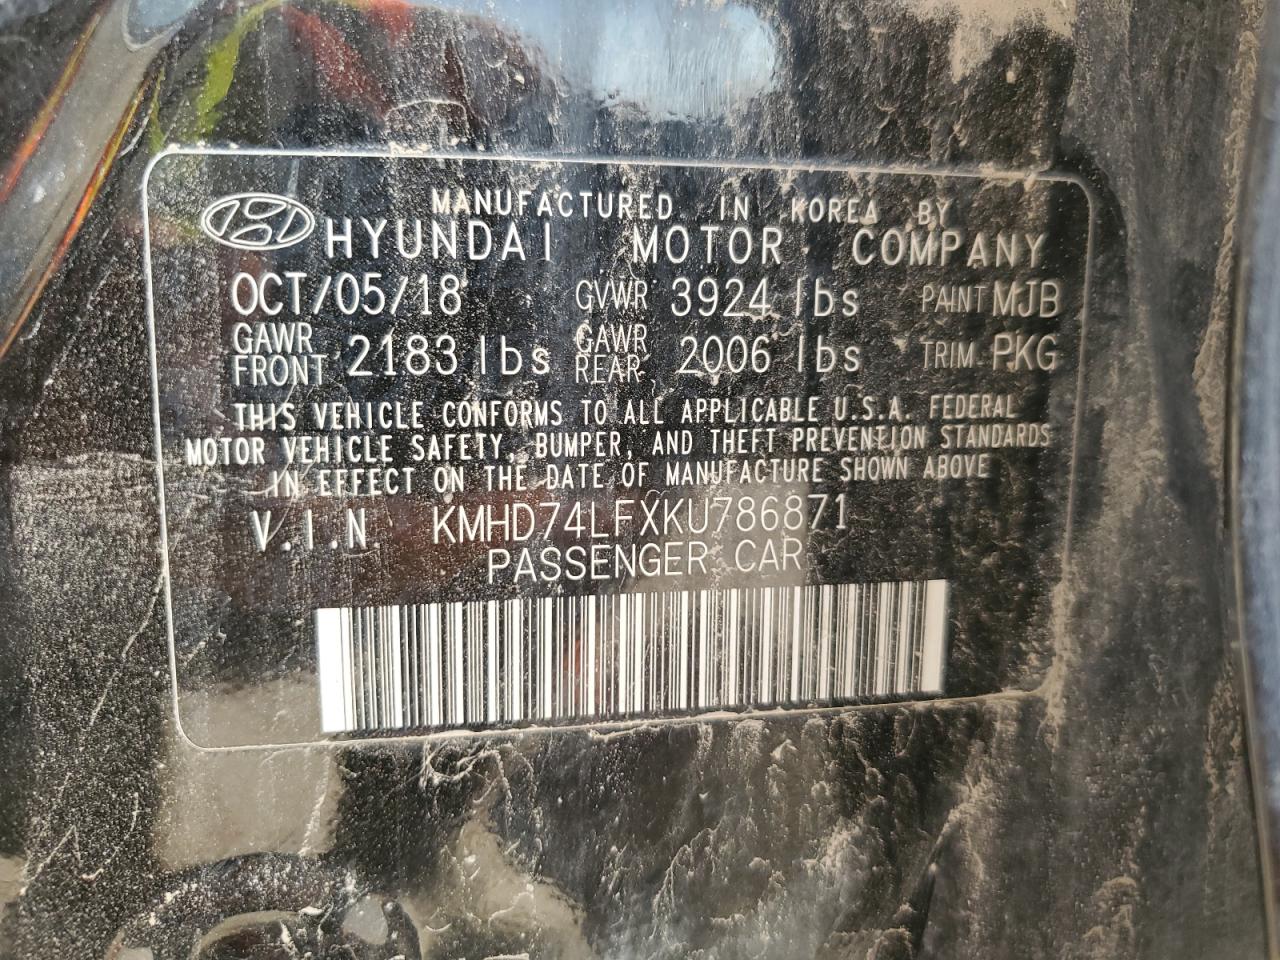 MANUFACTURED IN KOREA BY
HYUNDAI MOTOR COMPANY
OCT/05/18 GVWR 3924 lbs PAINT MJB
GAWR FRONT 2183 lbs GAWR REAR 2006 lbs TRIM PKG
THIS VEHICLE CONFORMS TO ALL APPLICABLE U.S.A. FEDERAL
MOTOR VEHICLE SAFETY, BUMPER, AND THEFT PREVENTION STANDARDS
IN EFFECT ON THE DATE OF MANUFACTURE SHOWN ABOVE
V.I.N KMHD74LFXKU786871
PASSENGER CAR